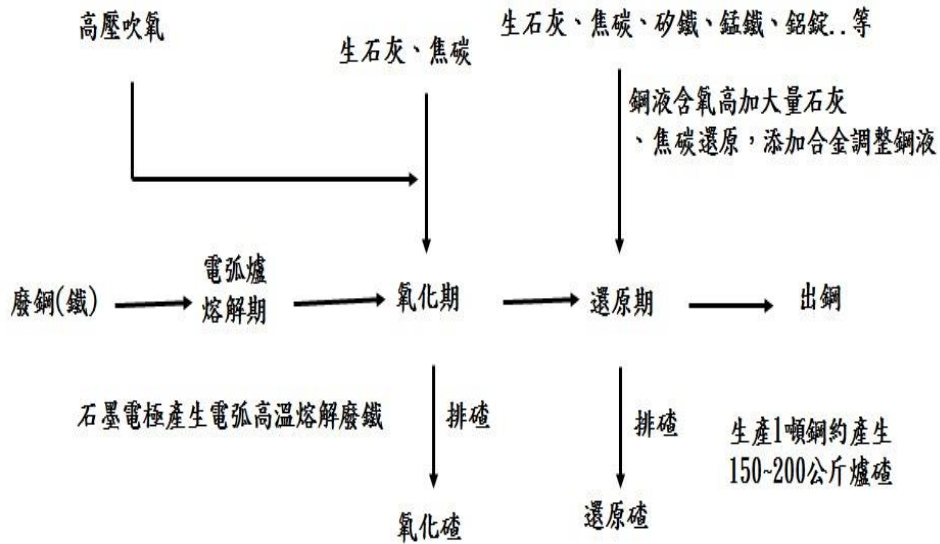 高壓吹氧
生石灰、焦碳
生石灰、焦碳、矽鐵、錳鐵、鋁錠..等
鋼液含氧高加大量石灰
、焦碳還原，添加合金調整鋼液
廢鋼(鐵)
電弧爐
熔解期
氧化期
還原期
出鋼
石墨電極產生電弧高溫熔解廢鐵
排碴
排碴
生產1噸鋼約產生
150~200公斤爐碴
氧化碴
還原碴